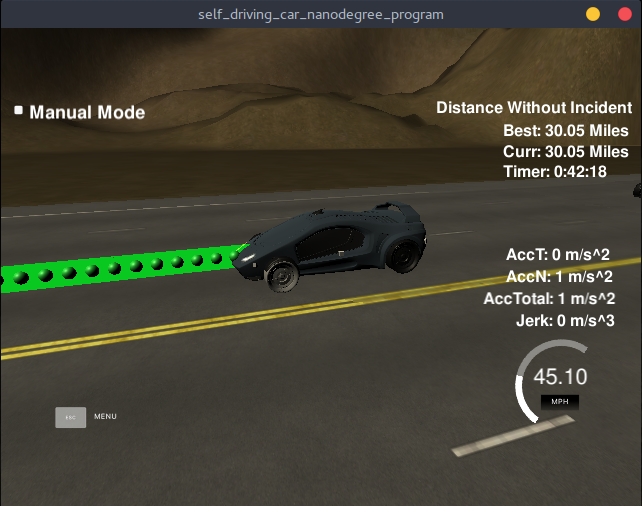 self_driving_car_nanodegree_program
Manual Mode
Distance Without Incident
Best: 30.05 Miles
Curr: 30.05 Miles
Timer: 0:42:18
AccT: 0 m/s^2
AccN: 1 m/s^2
AccTotal: 1 m/s^2
Jerk: 0 m/s^3
45.10
MPH
ESC
MENU